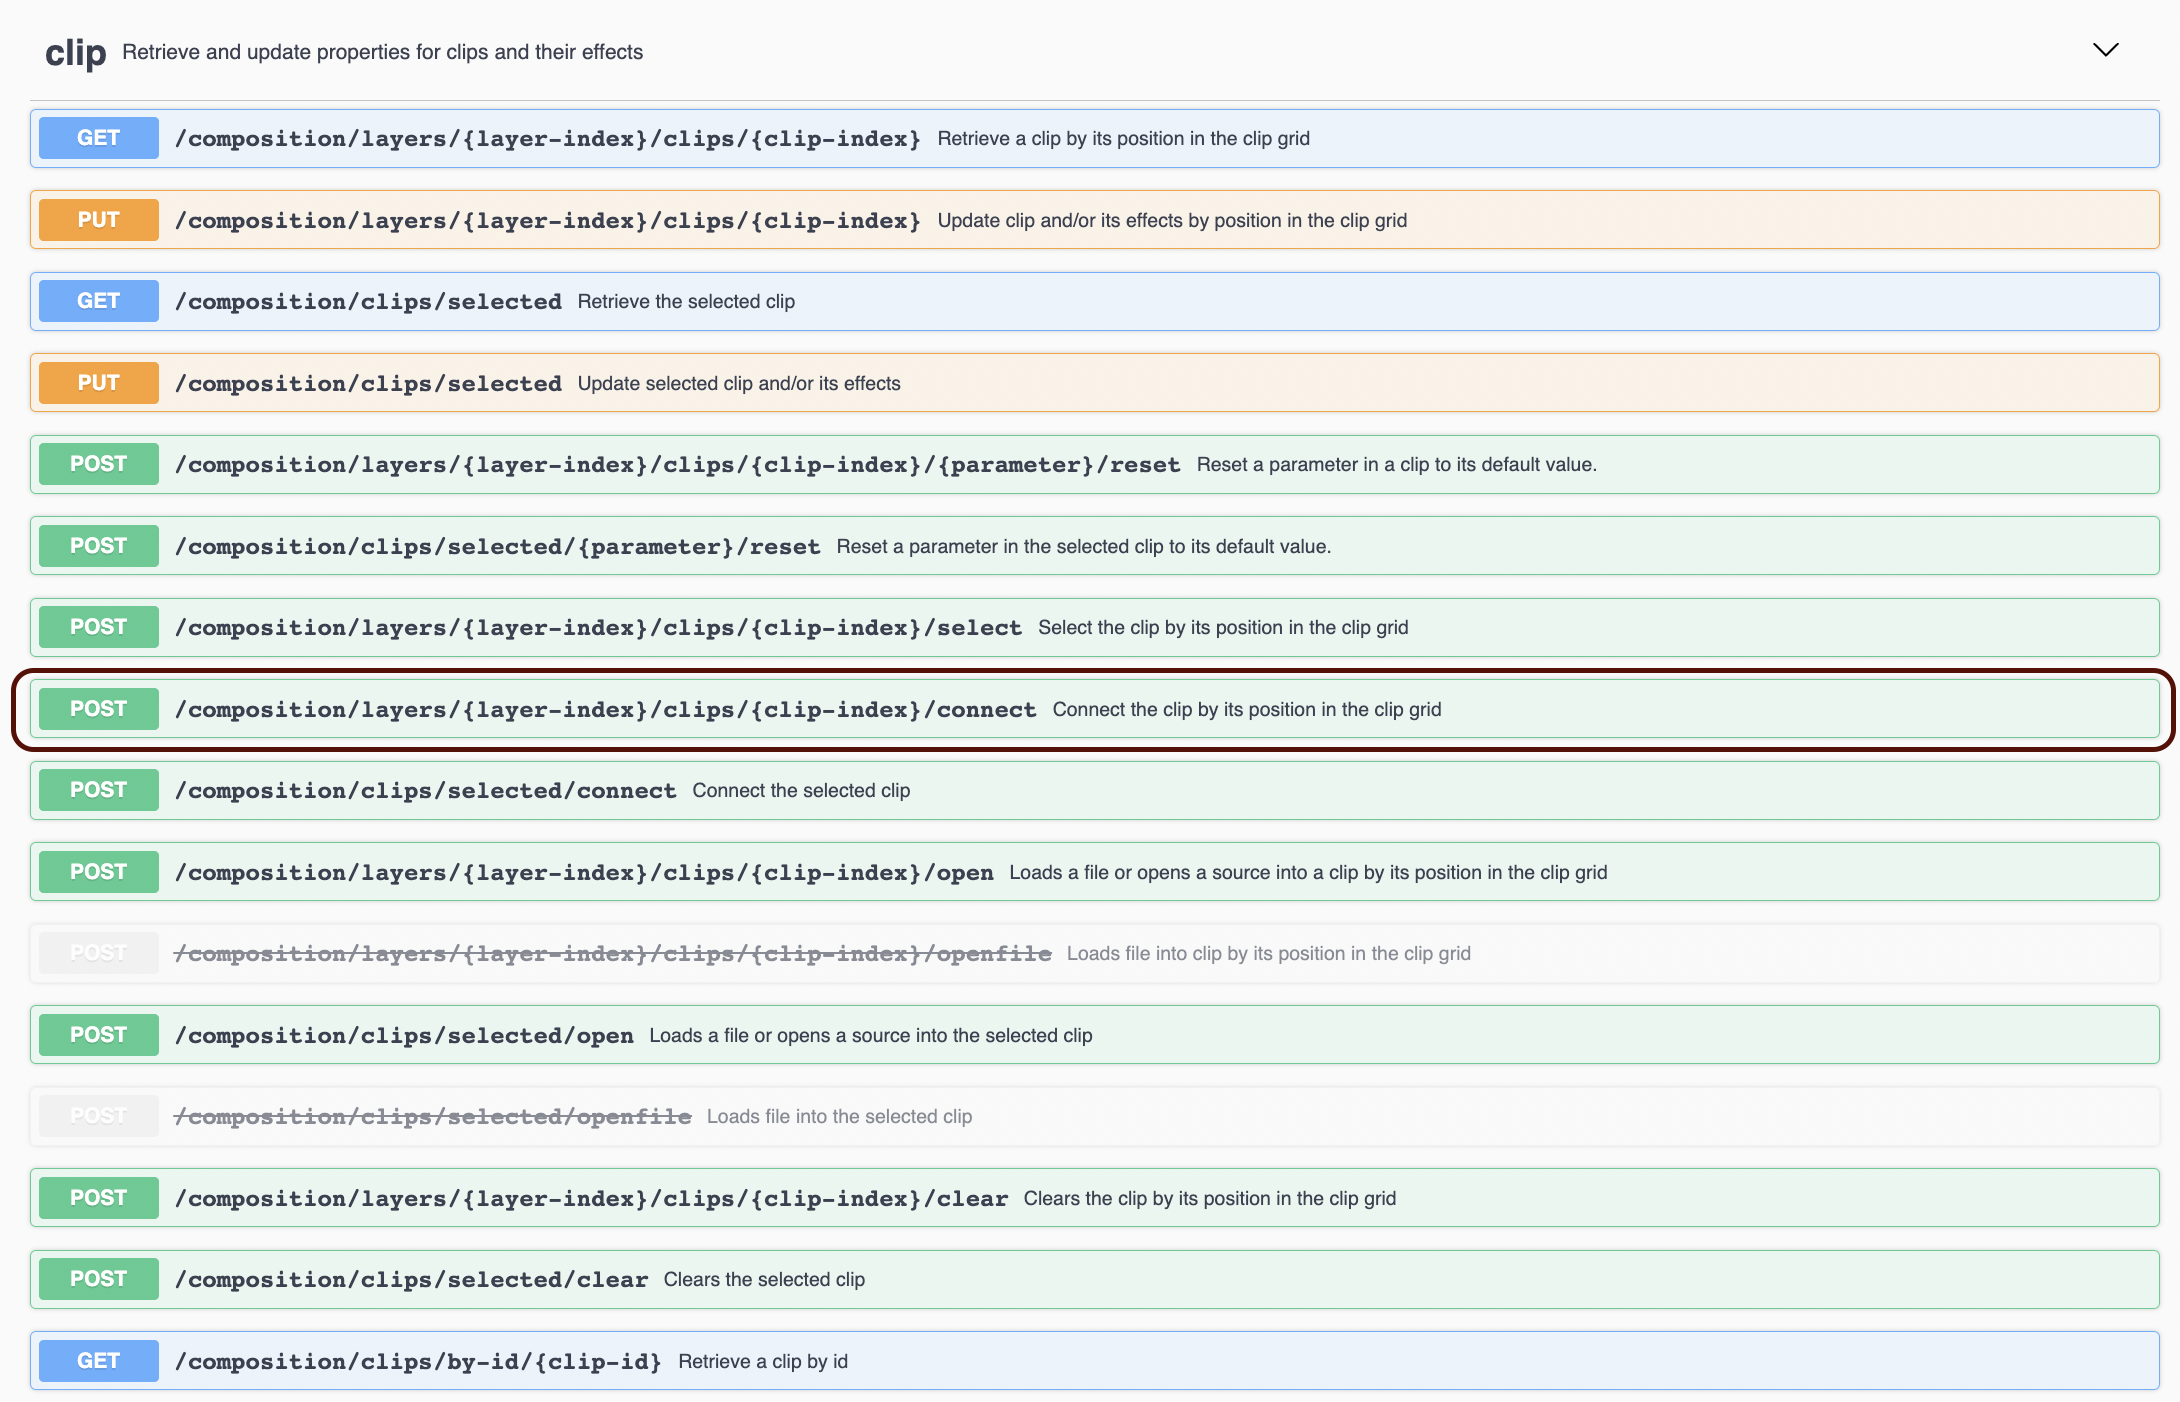 clip Retrieve and update properties for clips and their effects
GET /composition/layers/{layer-index}/clips/{clip-index} Retrieve a clip by its position in the clip grid
PUT /composition/layers/{layer-index}/clips/{clip-index} Update clip and/or its effects by position in the clip grid
GET /composition/clips/selected Retrieve the selected clip
PUT /composition/clips/selected Update selected clip and/or its effects
POST /composition/layers/{layer-index}/clips/{clip-index}/{parameter}/reset Reset a parameter in a clip to its default value.
POST /composition/clips/selected/{parameter}/reset Reset a parameter in the selected clip to its default value.
POST /composition/layers/{layer-index}/clips/{clip-index}/select Select the clip by its position in the clip grid
POST /composition/layers/{layer-index}/clips/{clip-index}/connect Connect the clip by its position in the clip grid
POST /composition/clips/selected/connect Connect the selected clip
POST /composition/layers/{layer-index}/clips/{clip-index}/open Loads a file or opens a source into a clip by its position in the clip grid
POST /composition/layers/{layer-index}/clips/{clip-index}/openfile Loads file into clip by its position in the clip grid
POST /composition/clips/selected/open Loads a file or opens a source into the selected clip
POST /composition/clips/selected/openfile Loads file into the selected clip
POST /composition/layers/{layer-index}/clips/{clip-index}/clear Clears the clip by its position in the clip grid
POST /composition/clips/selected/clear Clears the selected clip
GET /composition/clips/by-id/{clip-id} Retrieve a clip by id